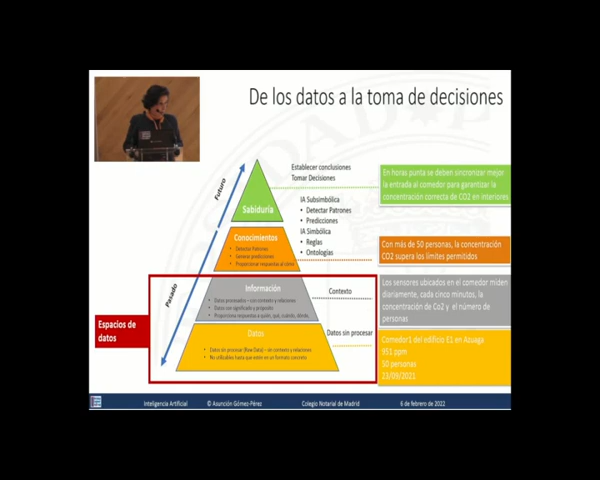 De los datos a la toma de decisiones
Futuro
Pasado
Sabiduría
Establecer conclusiones
Tomar Decisiones
IA Subsimbólica
• Detectar Patrones
• Predicciones
IA Simbólica
• Reglas
• Ontologías
En horas punta se deben sincronizar mejor
la entrada al comedor para garantizar la
concentración correcta de CO2 en interiores
Conocimientos
• Detectar Patrones
• Generar predicciones
• Proporcionar respuestas al cómo
Con más de 50 personas, la concentración
CO2 supera los límites permitidos
Información
• Datos procesados – con contexto y relaciones
• Datos con significado y propósito
• Proporciona respuestas a quién, que, cuándo, dónde,
Contexto
Los sensores ubicados en el comedor miden
diariamente, cada cinco minutos, la
concentración de Co2 y el número de
personas
Espacios de
datos
Datos
• Datos sin procesar (Raw Data) – sin contexto y relaciones
• No utilizables hasta que estén en un formato concreto
Datos sin procesar
Comedor1 del edificio E1 en Azuaga
951 ppm
50 personas
23/09/2021
Inteligencia Artificial
© Asunción Gómez-Pérez
Colegio Notarial de Madrid
6 de febrero de 2022